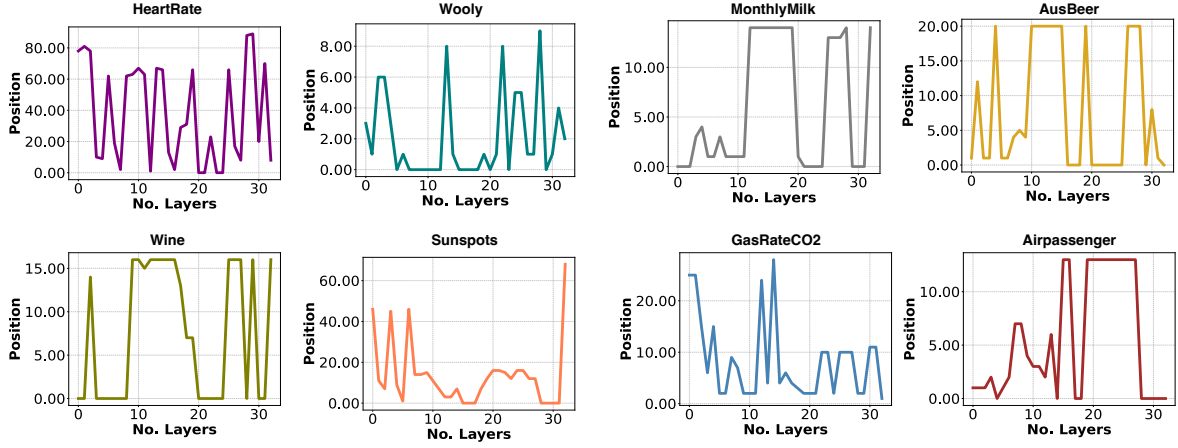 HeartRate
Position
80.00
60.00
40.00
20.00
0.00
0 10 20 30
No. Layers
Wooly
Position
8.00
6.00
4.00
2.00
0.00
0 10 20 30
No. Layers
MonthlyMilk
Position
10.00
5.00
0.00
0 10 20 30
No. Layers
AusBeer
Position
20.00
15.00
10.00
5.00
0.00
0 10 20 30
No. Layers
Wine
Position
15.00
10.00
5.00
0.00
0 10 20 30
No. Layers
Sunspots
Position
60.00
40.00
20.00
0.00
0 10 20 30
No. Layers
GasRateCO2
Position
20.00
10.00
0.00
0 10 20 30
No. Layers
Airpassenger
Position
10.00
5.00
0.00
0 10 20 30
No. Layers